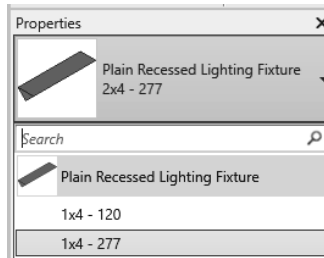 Properties
Plain Recessed Lighting Fixture
2x4 - 277
Search
Plain Recessed Lighting Fixture
1x4 - 120
1x4 - 277